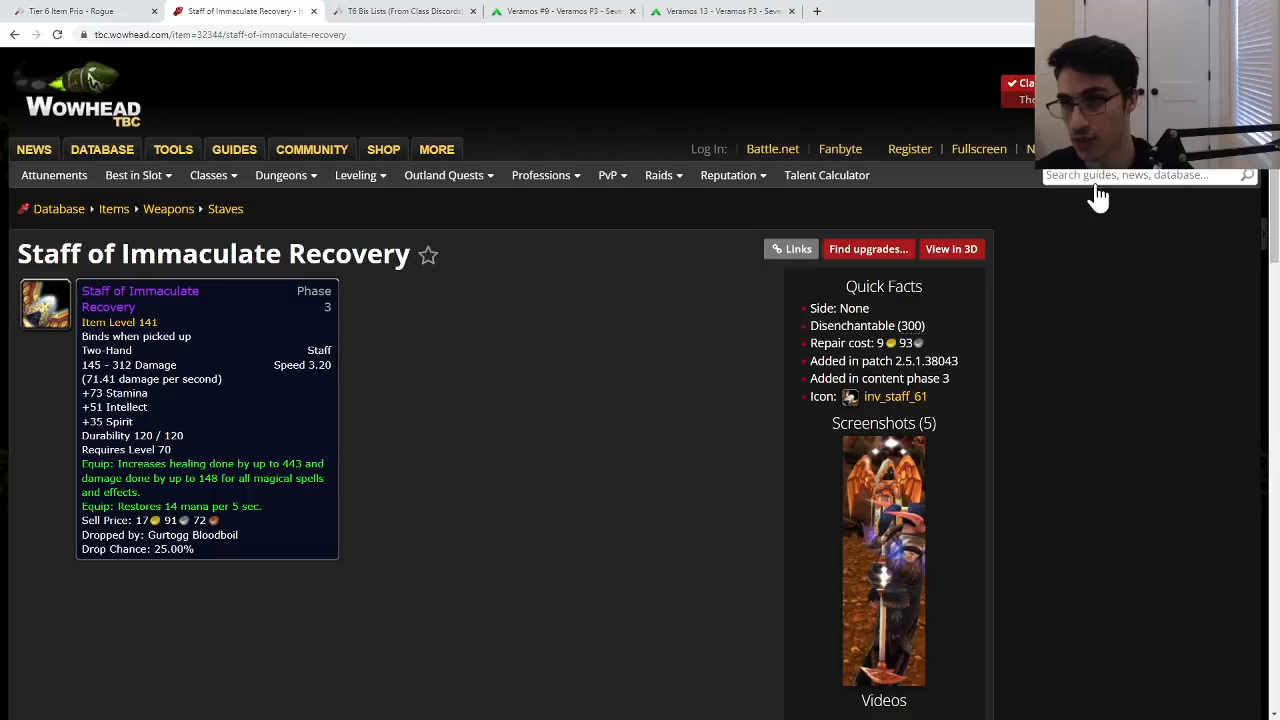 Tier 6 Item Prio - Rogue
Staff of Immaculate Recovery - It
T6 Bis Lists (From Class Discords)
Veramos #9 - Veramos P3 - Seve
Veramos 13 - Veramos P3 - Seve
tbc.wowhead.com/item=32344/staff-of-immaculate-recovery
WOWHEAD
TBC
Cla
Tho
NEWS DATABASE TOOLS GUIDES COMMUNITY SHOP MORE
Log In: Battle.net Fanbyte Register Fullscreen N
Attunements Best in Slot Classes Dungeons Leveling Outland Quests Professions PvP Raids Reputation Talent Calculator
Search guides, news, database...
Database Items Weapons Staves
Staff of Immaculate Recovery
Links Find upgrades... View in 3D
Staff of Immaculate Phase
Recovery 3
Item Level 141
Binds when picked up
Two-Hand Staff
145 - 312 Damage Speed 3.20
(71.41 damage per second)
+73 Stamina
+51 Intellect
+35 Spirit
Durability 120 / 120
Requires Level 70
Equip: Increases healing done by up to 443 and
damage done by up to 148 for all magical spells
and effects.
Equip: Restores 14 mana per 5 sec.
Sell Price: 17 91 72
Dropped by: Gurtogg Bloodboil
Drop Chance: 25.00%
Quick Facts
Side: None
Disenchantable (300)
Repair cost: 9 93
Added in patch 2.5.1.38043
Added in content phase 3
Icon: inv_staff_61
Screenshots (5)
Videos